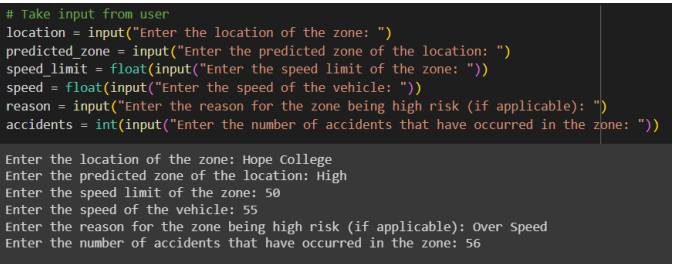 # Take input from user
location = input("Enter the location of the zone: ")
predicted_zone = input("Enter the predicted zone of the location: ")
speed_limit = float(input("Enter the speed limit of the zone: "))
speed = float(input("Enter the speed of the vehicle: "))
reason = input("Enter the reason for the zone being high risk (if applicable): ")
accidents = int(input("Enter the number of accidents that have occurred in the zone: "))
Enter the location of the zone: Hope College
Enter the predicted zone of the location: High
Enter the speed limit of the zone: 50
Enter the speed of the vehicle: 55
Enter the reason for the zone being high risk (if applicable): Over Speed
Enter the number of accidents that have occurred in the zone: 56